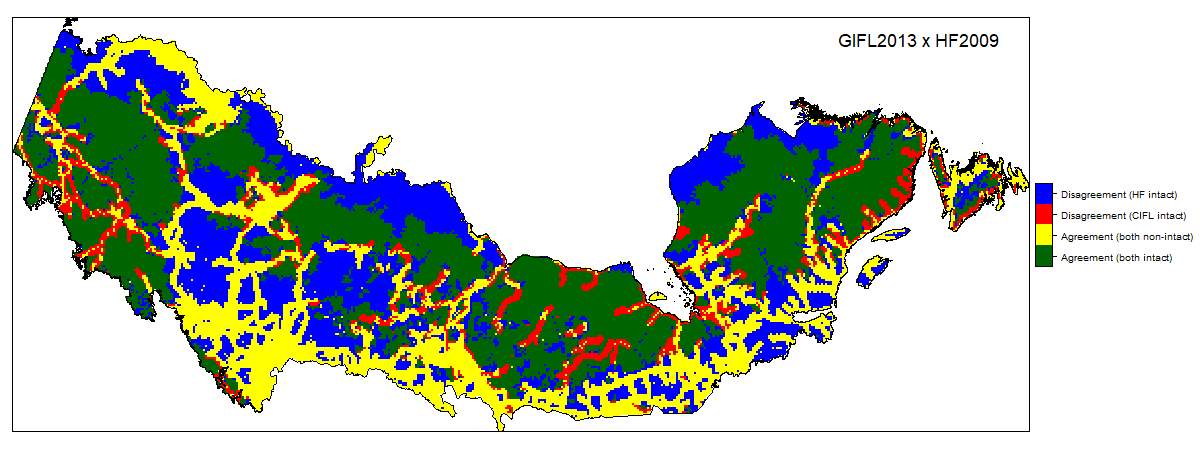 GIFL2013 x HF2009
Disagreement (HF intact)
Disagreement (CIFL intact)
Agreement (both non-intact)
Agreement (both intact)